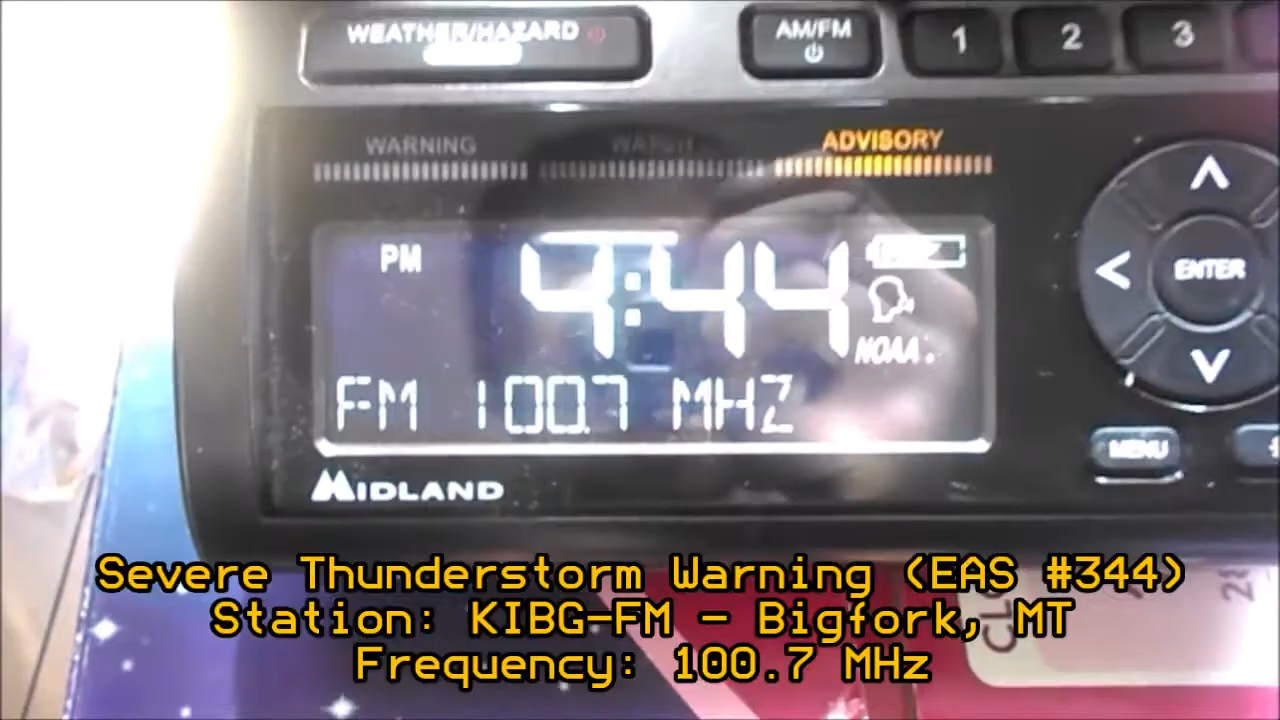 WEATHER/HAZARD
AM/FM
1
2
3
WARNING
WATCH
ADVISORY
PM
4:44
NOAA
FM 100.7 MHZ
ENTER
MENU
MIDLAND
Severe Thunderstorm Warning (EAS #344)
Station: KIBG-FM - Bigfork, MT
Frequency: 100.7 MHz